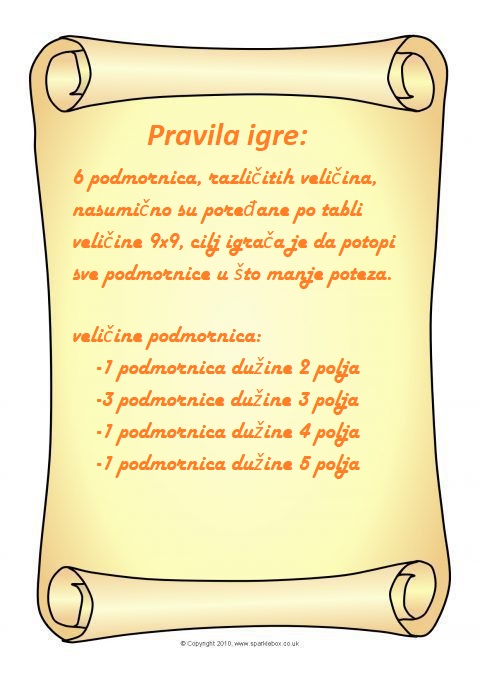 Pravila igre:
6 podmornica, različitih veličina,
nasumično su poređane po tabli
veličine 9x9, cilj igrača je da potopi
sve podmornice u što manje poteza.
veličine podmornica:
-1 podmornica dužine 2 polja
-3 podmornice dužine 3 polja
-1 podmornica dužine 4 polja
-1 podmornica dužine 5 polja
© Copyright 2010, www.sparklebox.co.uk